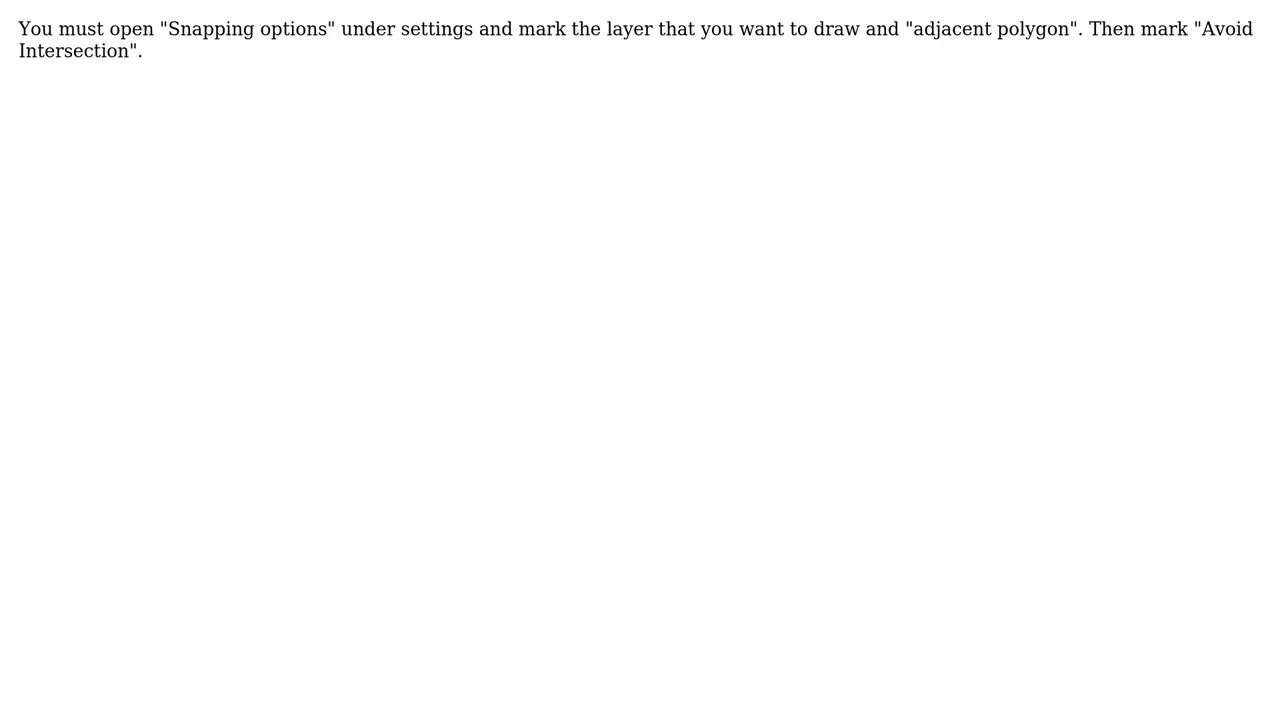 You must open "Snapping options" under settings and mark the layer that you want to draw and "adjacent polygon". Then mark "Avoid
Intersection".